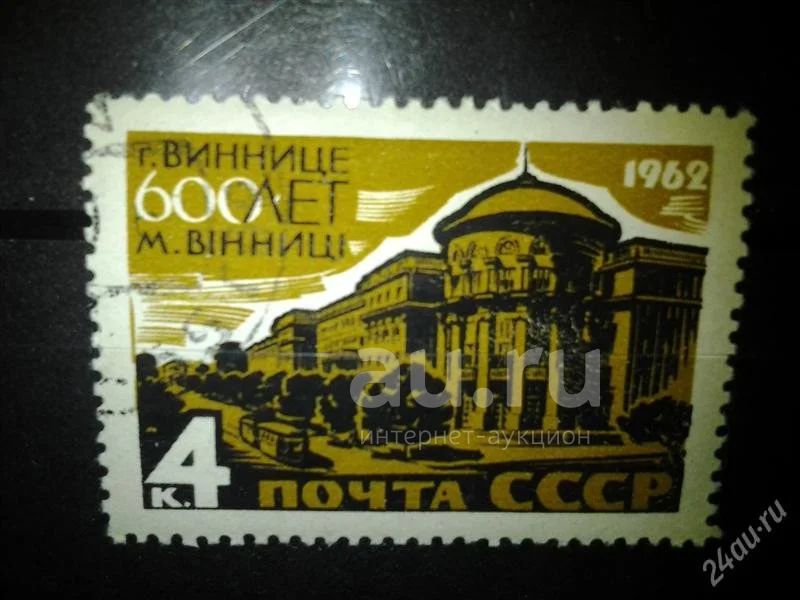 г. ВИННИЦЕ
600 ЛЕТ
м. ВІННИЦІ
1962
au.ru
интернет-аукцион
4 к. ПОЧТА СССР
24au.ru